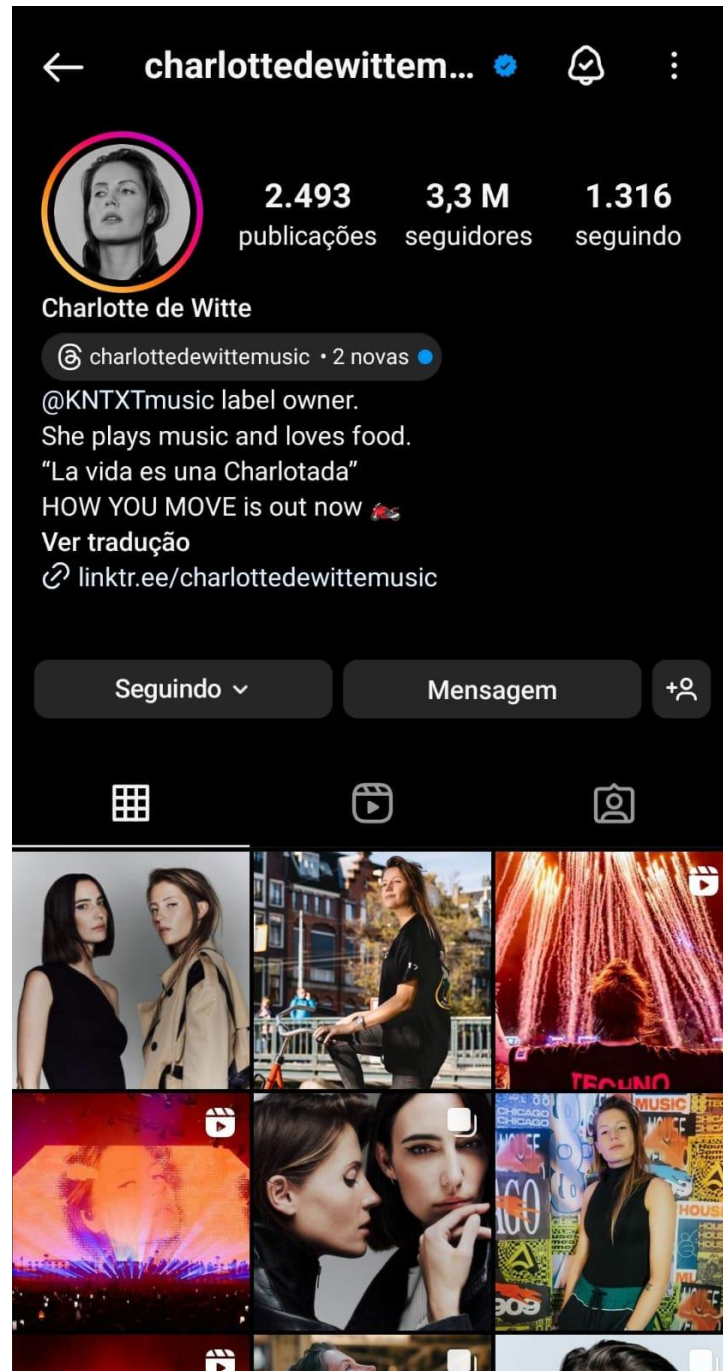 charlottedewittem...
2.493 3,3 M 1.316
publicações seguidores seguindo
Charlotte de Witte
charlottedewittemusic • 2 novas
@KNTXTmusic label owner.
She plays music and loves food.
“La vida es una Charlotada”
HOW YOU MOVE is out now 🏍️
Ver tradução
linktr.ee/charlottedewittemusic
Seguindo Mensagem
TECHNO
MUSIC
CHICAGO
CHICAGO
HOUSE
909